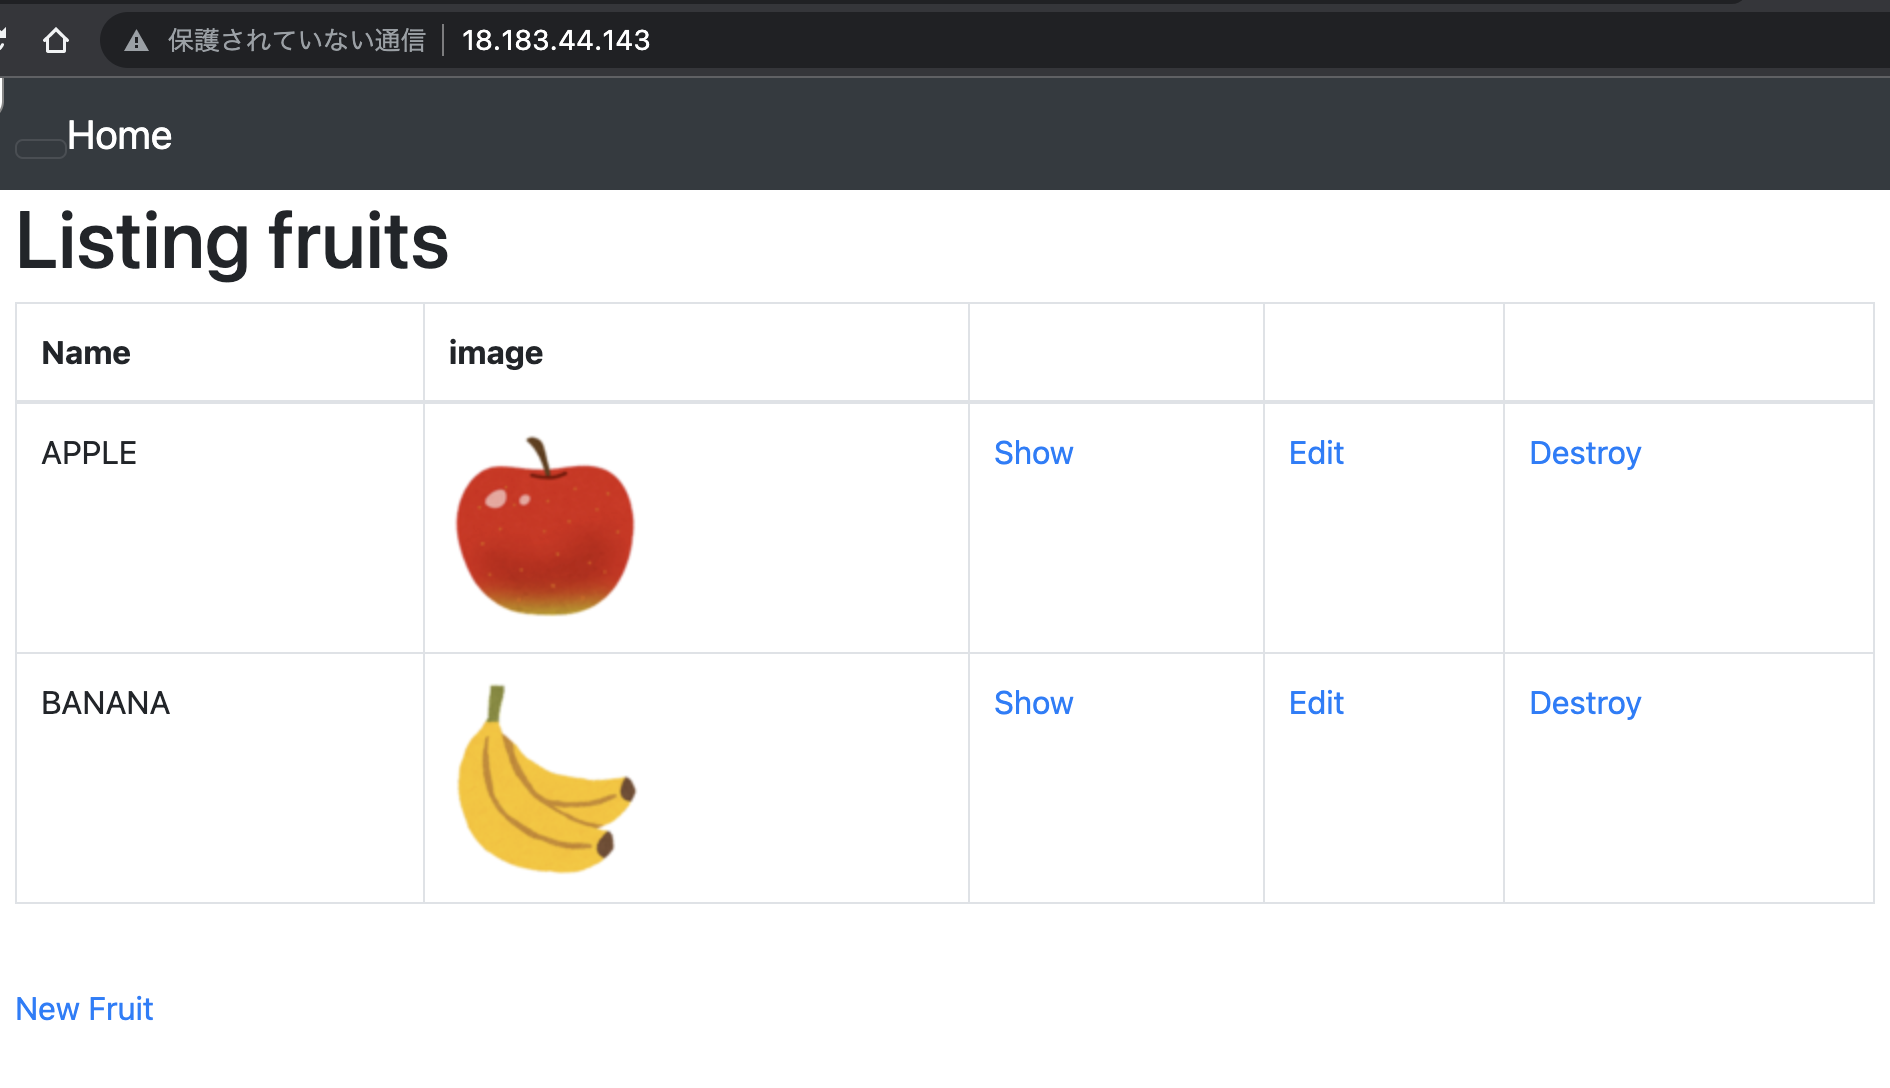 保護されていない通信 18.183.44.143
Home
Listing fruits
Name image
APPLE Show Edit Destroy
BANANA Show Edit Destroy
New Fruit